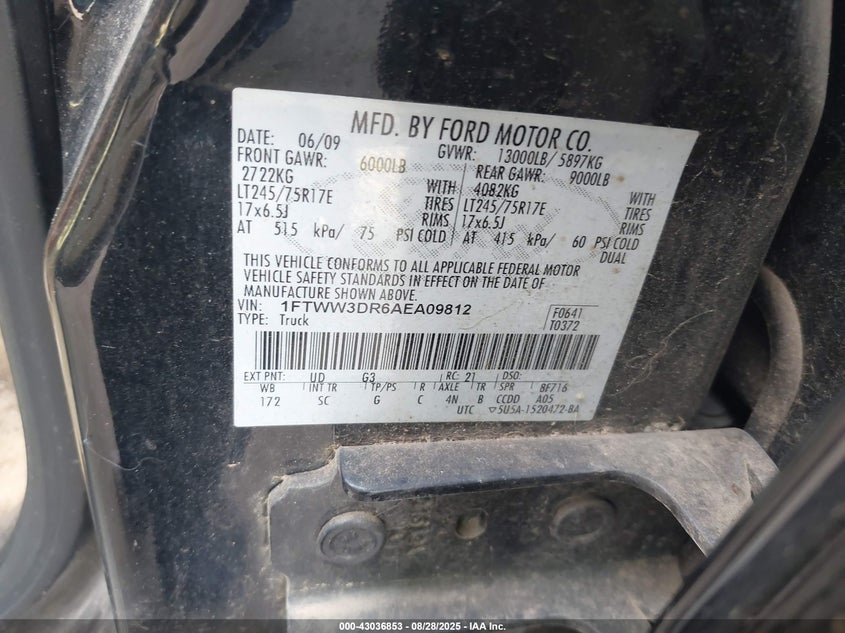 MFD. BY FORD MOTOR CO.
DATE: 06/09 GVWR: 13000LB/ 5897KG
FRONT GAWR: 6000LB REAR GAWR: 9000LB
2722KG WITH 4082KG WITH
LT245/75R17E TIRES LT245/75R17E TIRES
17x6.5J RIMS 17x6.5J RIMS
AT 515 kPa/ 75 PSI COLD AT 415 kPa/ 60 PSI COLD
DUAL
THIS VEHICLE CONFORMS TO ALL APPLICABLE FEDERAL MOTOR
VEHICLE SAFETY STANDARDS IN EFFECT ON THE DATE OF
MANUFACTURE SHOWN ABOVE.
VIN: 1FTWW3DR6AEA09812 F0641
TYPE: Truck T0372
EXT PNT: UD G3 RC: 21 DSO:
WB INT TR TP/PS R AXLE TR SPR BF716
172 SC G C 4N B CCDD A05
UTC ▽5U5A-1520472-BA
000-43036853 / 08/28/2025 - IAA Inc.